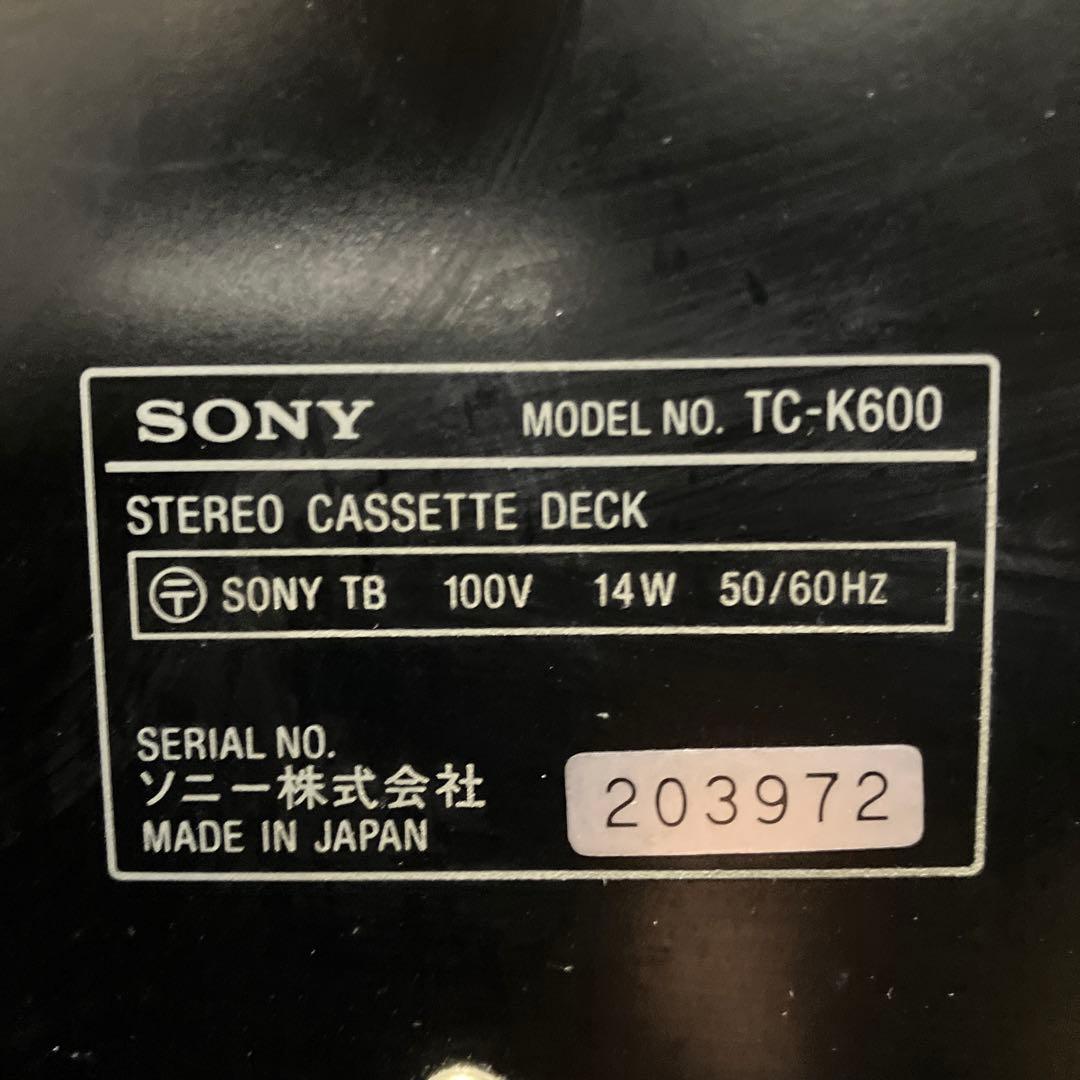 SONY MODEL NO. TC-K600
STEREO CASSETTE DECK
〒 SONY TB 100V 14W 50/60Hz
SERIAL NO.
ソニー株式会社 203972
MADE IN JAPAN